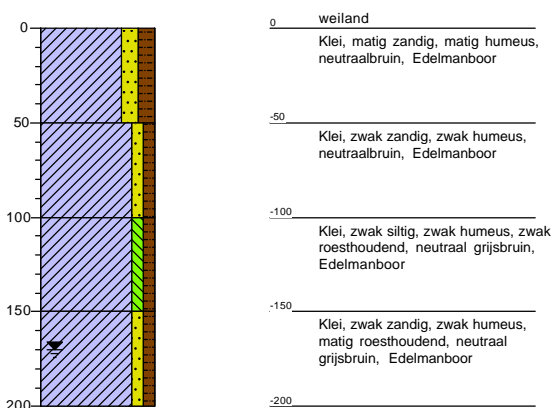 0
50
100
150
200
0
weiland
Klei, matig zandig, matig humeus,
neutraalbruin, Edelmanboor
-50
Klei, zwak zandig, zwak humeus,
neutraalbruin, Edelmanboor
-100
Klei, zwak siltig, zwak humeus, zwak
roesthoudend, neutraal grijsbruin,
Edelmanboor
-150
Klei, zwak zandig, zwak humeus,
matig roesthoudend, neutraal
grijsbruin, Edelmanboor
-200